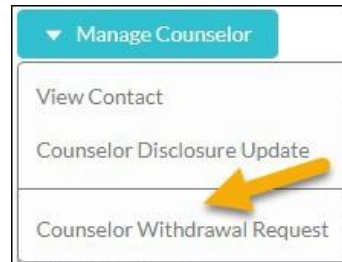 Manage Counselor
View Contact
Counselor Disclosure Update
Counselor Withdrawal Request